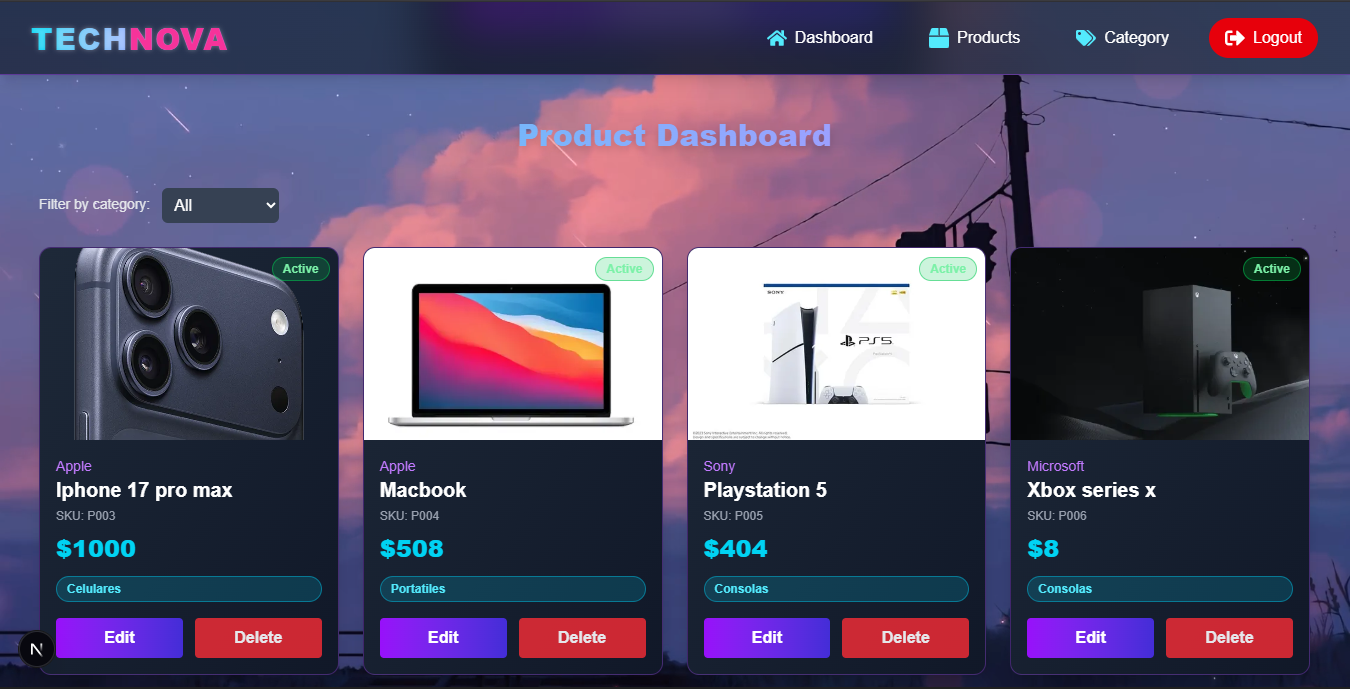 TECHNOVA
Dashboard
Products
Category
Logout
Product Dashboard
Filter by category:
All
Active
Active
Active
Active
SONY
PS5
Apple
Iphone 17 pro max
SKU: P003
$1000
Celulares
Edit
Delete
Apple
Macbook
SKU: P004
$508
Portatiles
Edit
Delete
Sony
Playstation 5
SKU: P005
$404
Consolas
Edit
Delete
Microsoft
Xbox series x
SKU: P006
$8
Consolas
Edit
Delete
N